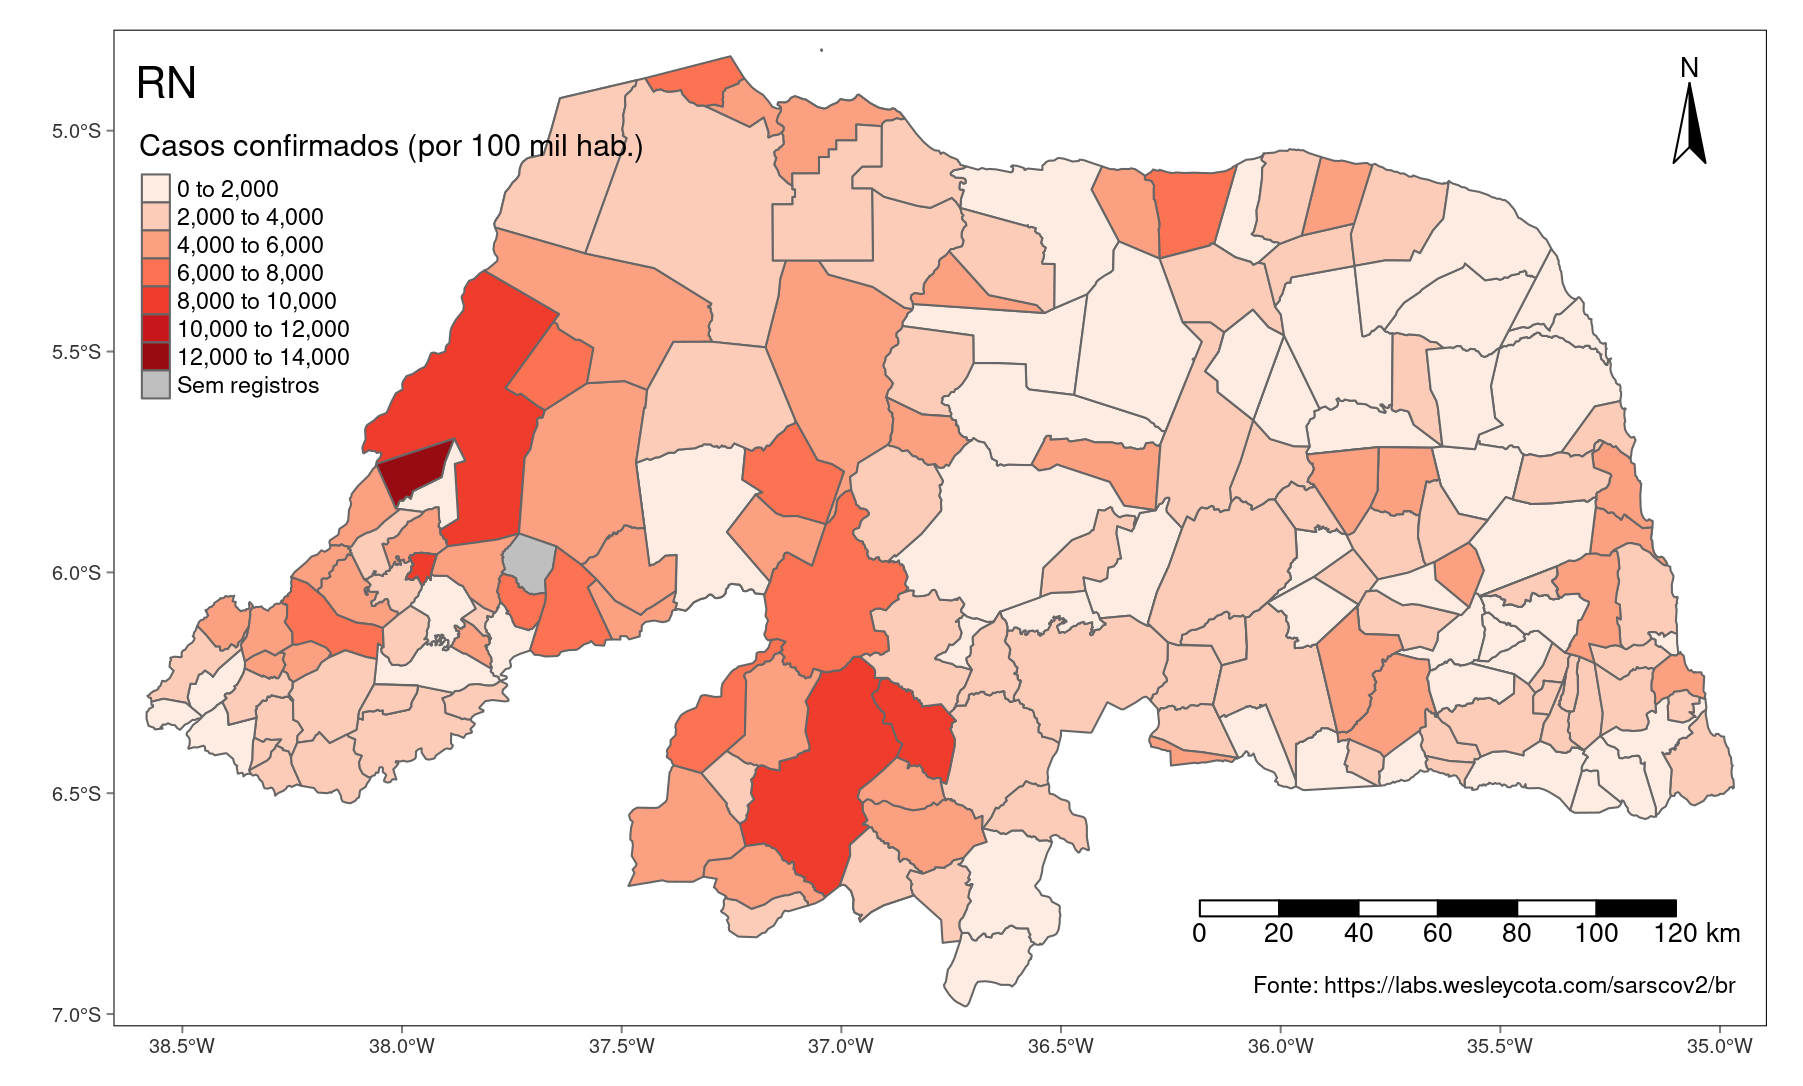 RN
N
Casos confirmados (por 100 mil hab.)
0 to 2,000
2,000 to 4,000
4,000 to 6,000
6,000 to 8,000
8,000 to 10,000
10,000 to 12,000
12,000 to 14,000
Sem registros
5.0°S
5.5°S
6.0°S
6.5°S
7.0°S
0 20 40 60 80 100 120 km
Fonte: https://labs.wesleycota.com/sarscov2/br
38.5°W 38.0°W 37.5°W 37.0°W 36.5°W 36.0°W 35.5°W 35.0°W